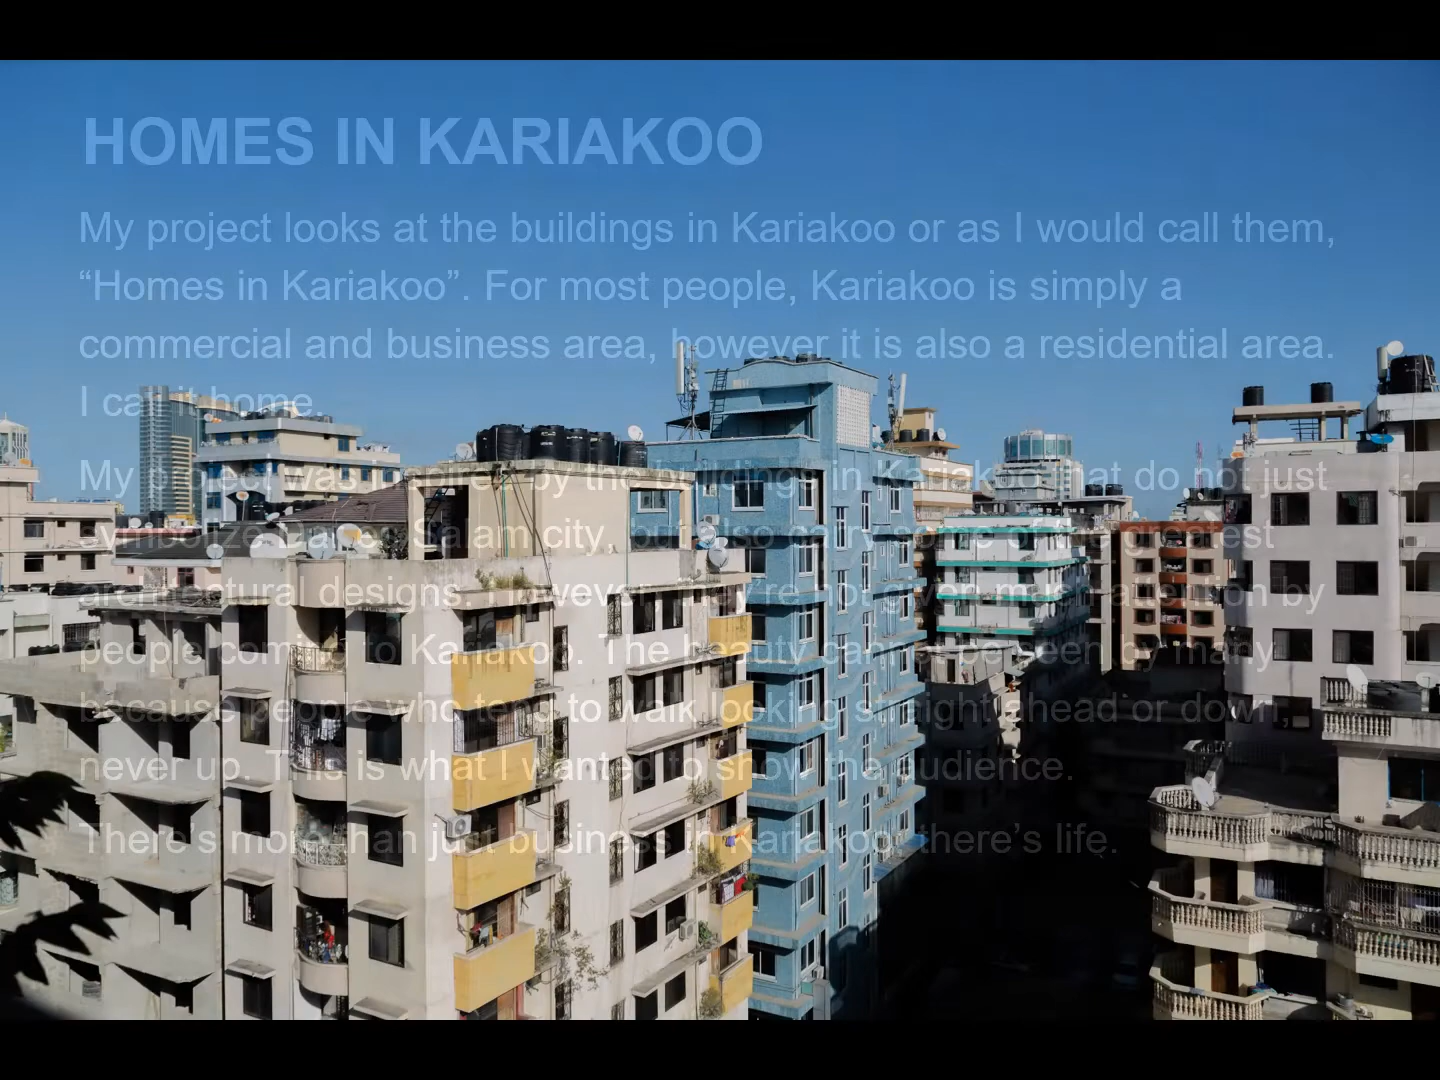 HOMES IN KARIAKOO
My project looks at the buildings in Kariakoo or as I would call them,
“Homes in Kariakoo”. For most people, Kariakoo is simply a
commercial and business area, however it is also a residential area.
I call it home.
My project was inspired by the buildings in Kariakoo that do not just
symbolize Dar es Salaam city, but also carry some of the greatest
architectural designs. However they're not given much attention by
people coming to Kariakoo. The beauty cannot be seen by many
because people who tens to walk looking straight ahead or down,
never up. This is what I wanted to show the audience.
There’s more than just business in Kariakoo, there’s life.